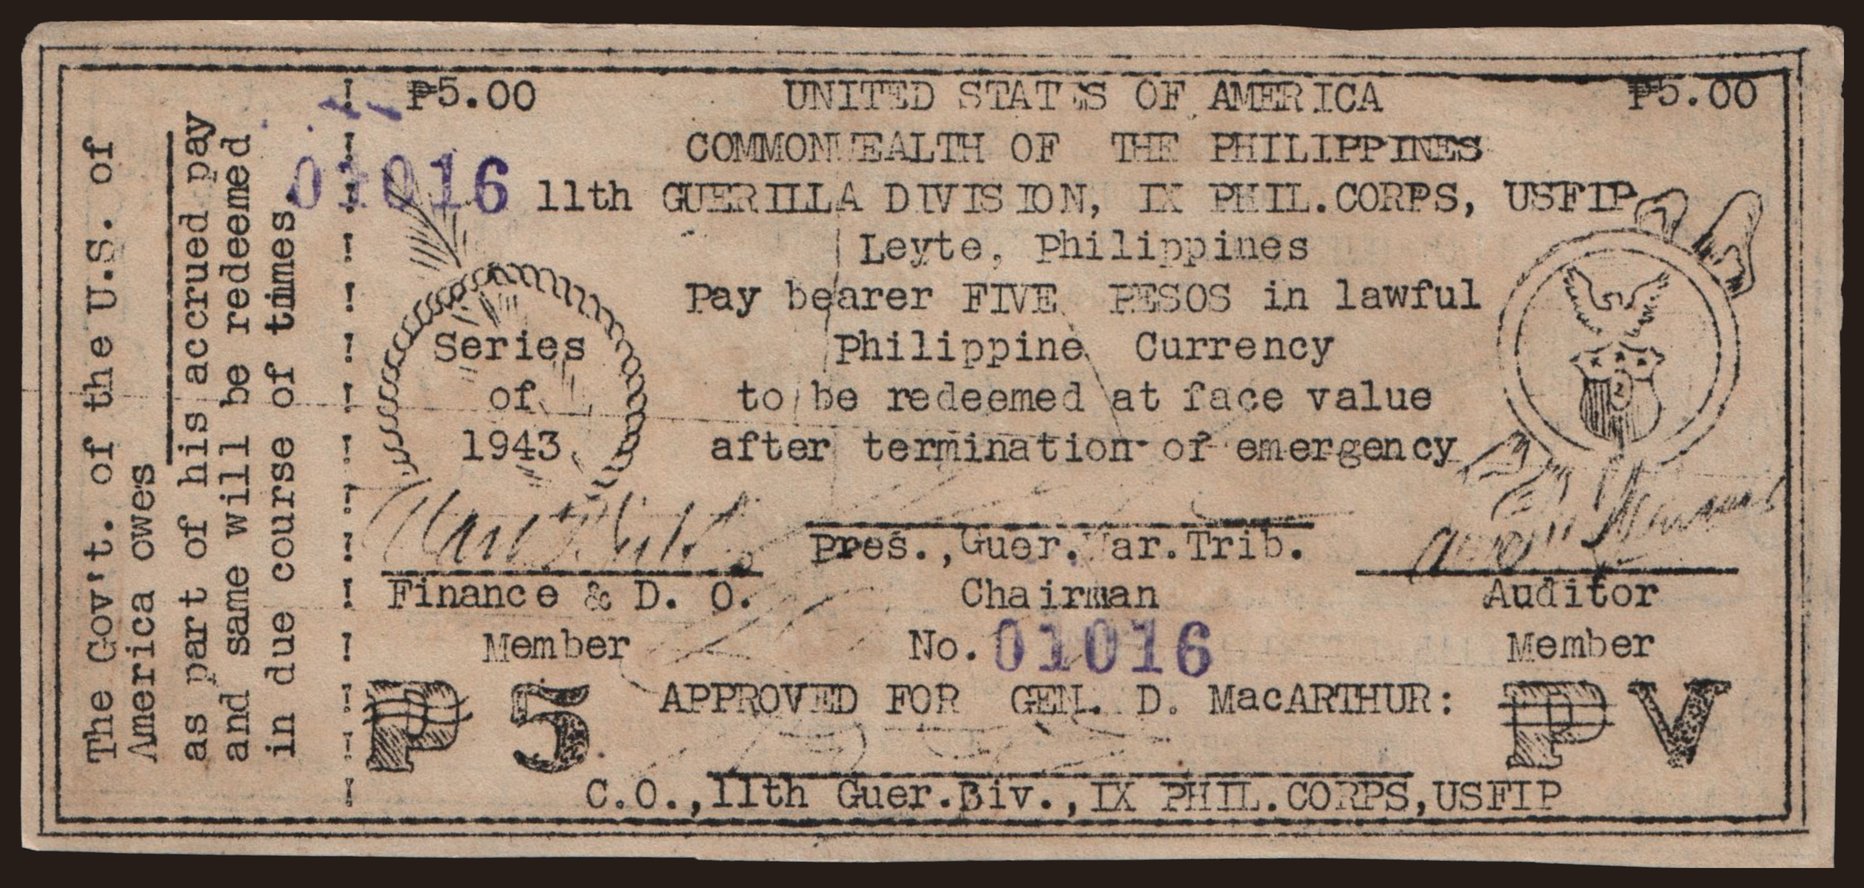 The Gov't. of the U.S. of
America owes
as part of his accrued pay
and same will be redeemed
in due course of times.
₱5.00 UNITED STATES OF AMERICA ₱5.00
COMMONWEALTH OF THE PHILIPPINES
01016 11th GUERILLA DIVISION, IX PHIL.CORPS, USFIP
Leyte, Philippines
Pay bearer FIVE PESOS in lawful
Series Philippine Currency
of to be redeemed at face value
1943 after termination of emergency
Pres., Guer.War.Trib.
Finance & D. O. Chairman Auditor
Member No. 01016 Member
₱ 5 APPROVED FOR GEN. D. MacARTHUR: ₱ V
C.O., 11th Guer.Div., IX PHIL.CORPS,USFIP